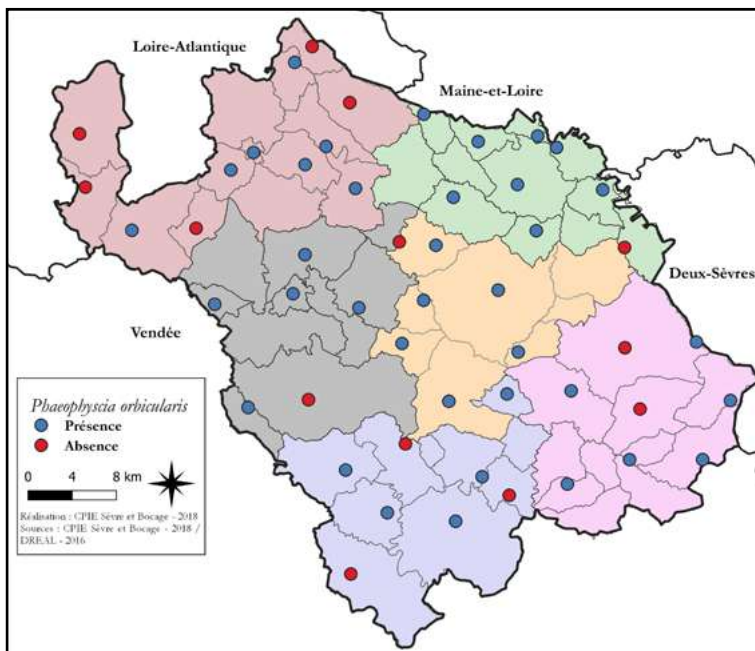 Loire-Atlantique
Maine-et-Loire
Deux-Sèvres
Vendée
Phaeophyscia orbicularis
Présence
Absence
0 4 8 km
Réalisation : CPIE Sèvre et Bocage - 2018
Sources : CPIE Sèvre et Bocage - 2018 /
DREAL - 2016